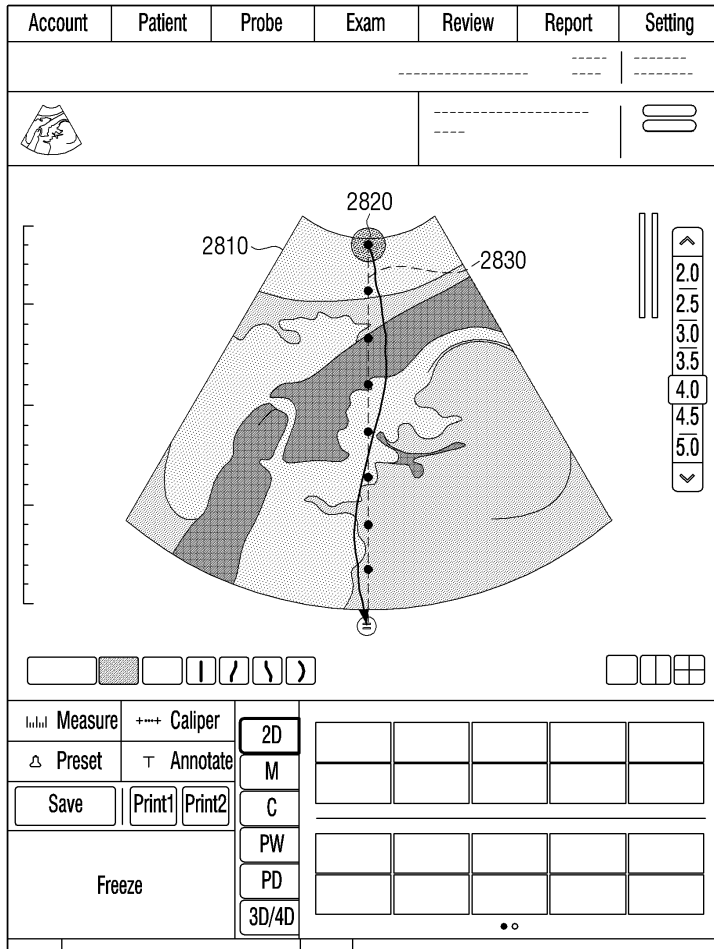 Account Patient Probe Exam Review Report Setting
2820
2810
2830
2.0
2.5
3.0
3.5
4.0
4.5
5.0
Measure Caliper
Preset Annotate
Save Print1 Print2
Freeze
2D
M
C
PW
PD
3D/4D